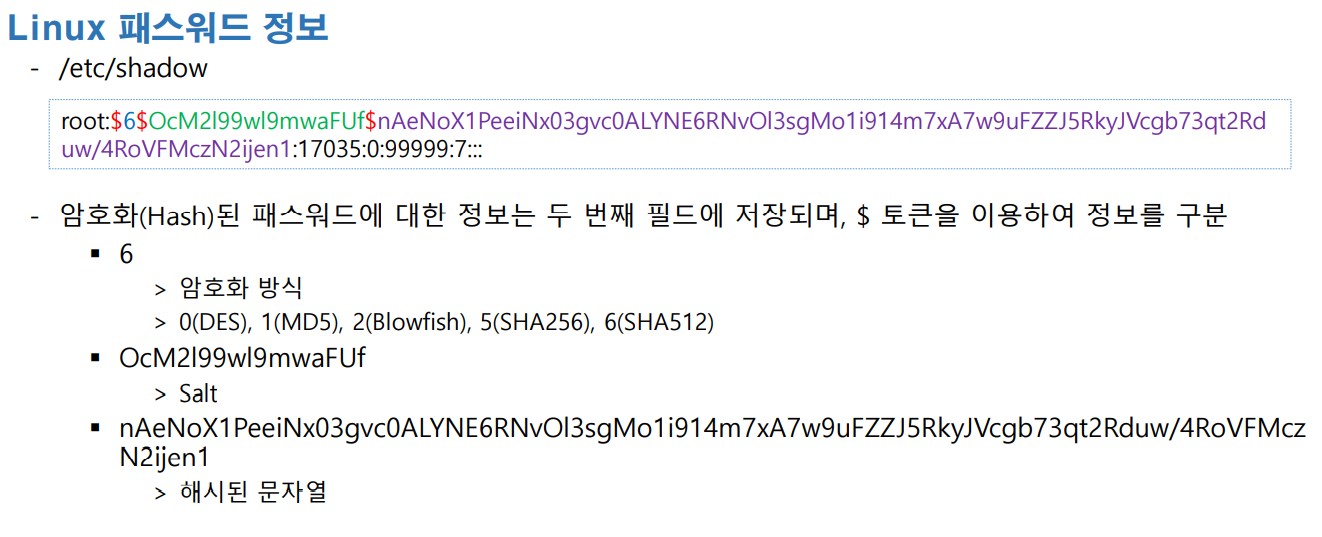 Linux 패스워드 정보
- /etc/shadow
root:$6$OcM2l99wl9mwaFUf$nAeNoX1PeeiNx03gvc0ALYNE6RNvOl3sgMo1i914m7xA7w9uFZZJ5RkyJVcgb73qt2Rd
uw/4RoVFMczN2ijen1:17035:0:99999:7:::
- 암호화(Hash)된 패스워드에 대한 정보는 두 번째 필드에 저장되며, $ 토큰을 이용하여 정보를 구분
▪ 6
> 암호화 방식
> 0(DES), 1(MD5), 2(Blowfish), 5(SHA256), 6(SHA512)
▪ OcM2l99wl9mwaFUf
> Salt
▪ nAeNoX1PeeiNx03gvc0ALYNE6RNvOl3sgMo1i914m7xA7w9uFZZJ5RkyJVcgb73qt2Rduw/4RoVFMcz
N2ijen1
> 해시된 문자열